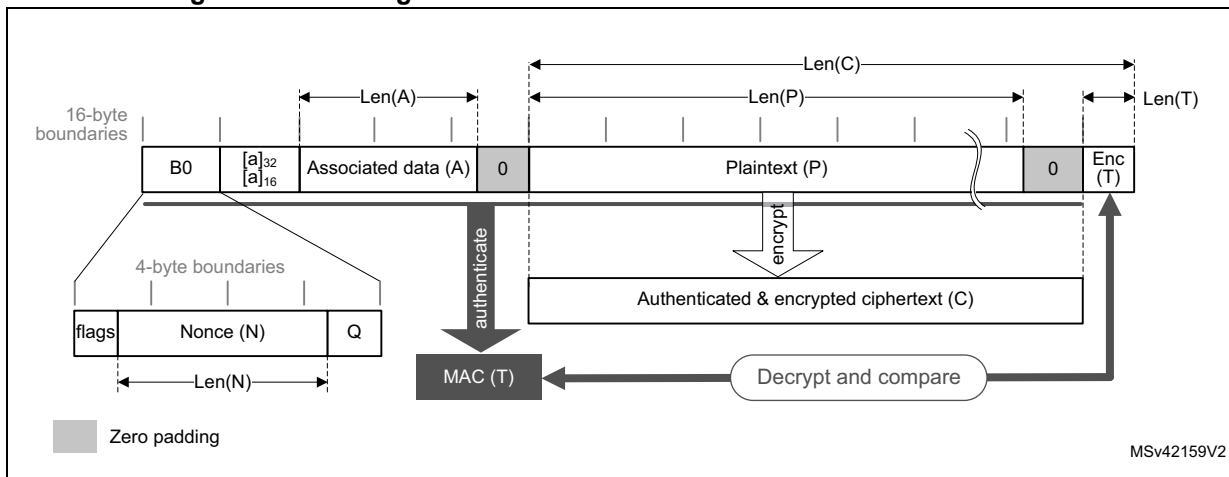 Len(C)
Len(A)
Len(P)
Len(T)
16-byte
boundaries
B0
[a]32
[a]16
Associated data (A)
0
Plaintext (P)
0
Enc
(T)
authenticate
encrypt
4-byte boundaries
Authenticated & encrypted ciphertext (C)
flags
Nonce (N)
Q
Len(N)
MAC (T)
Decrypt and compare
Zero padding
MSv42159V2